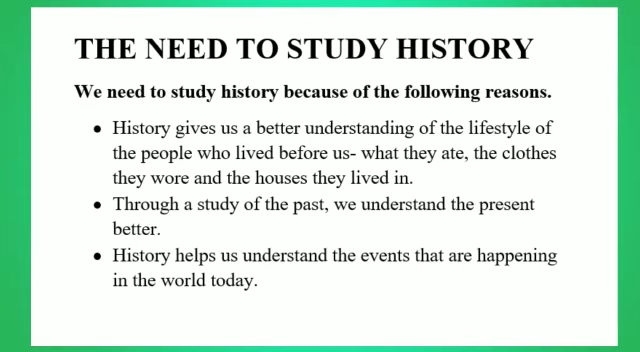 THE NEED TO STUDY HISTORY
We need to study history because of the following reasons.
• History gives us a better understanding of the lifestyle of
the people who lived before us- what they ate, the clothes
they wore and the houses they lived in.
• Through a study of the past, we understand the present
better.
• History helps us understand the events that are happening
in the world today.